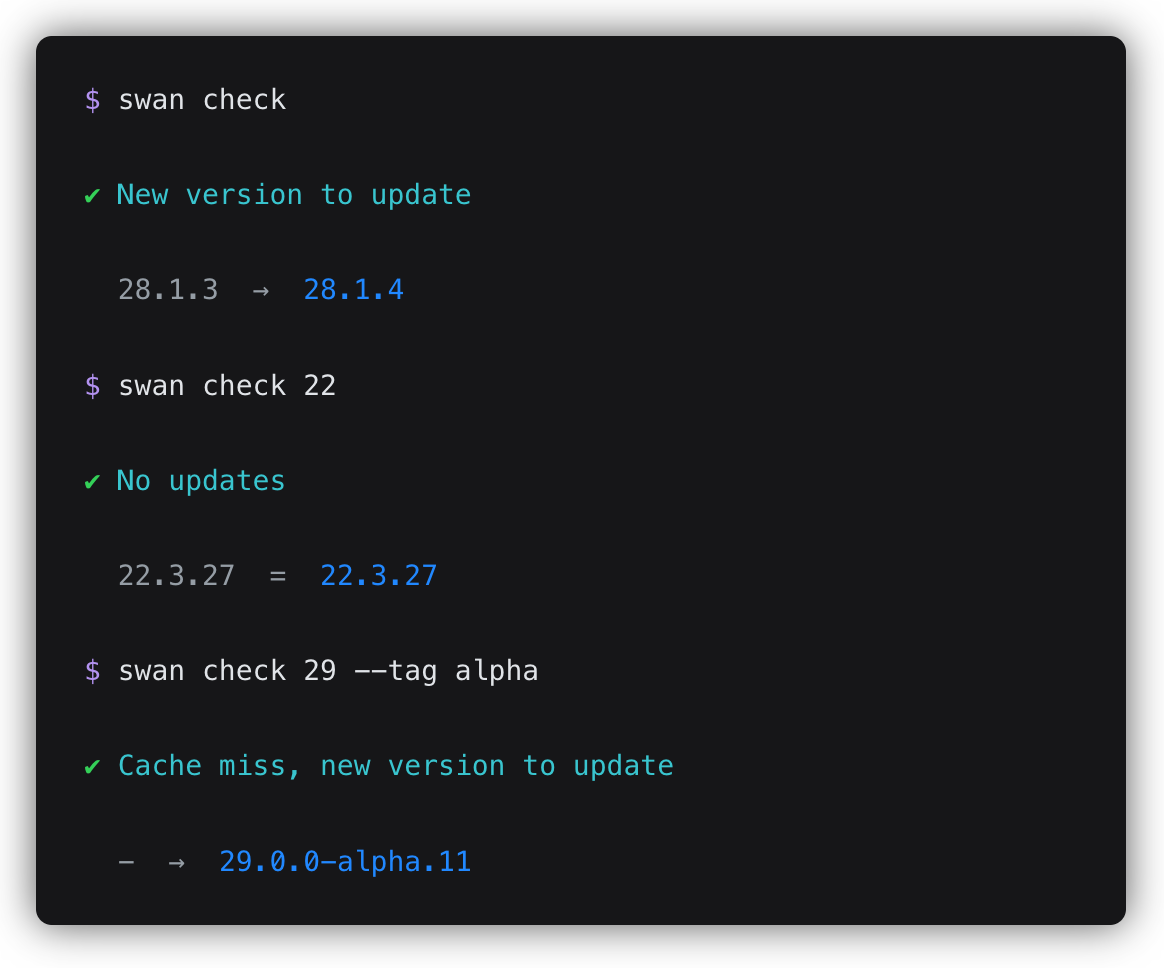 $ swan check
✔ New version to update
28.1.3 → 28.1.4
$ swan check 22
✔ No updates
22.3.27 = 22.3.27
$ swan check 29 --tag alpha
✔ Cache miss, new version to update
- → 29.0.0-alpha.11